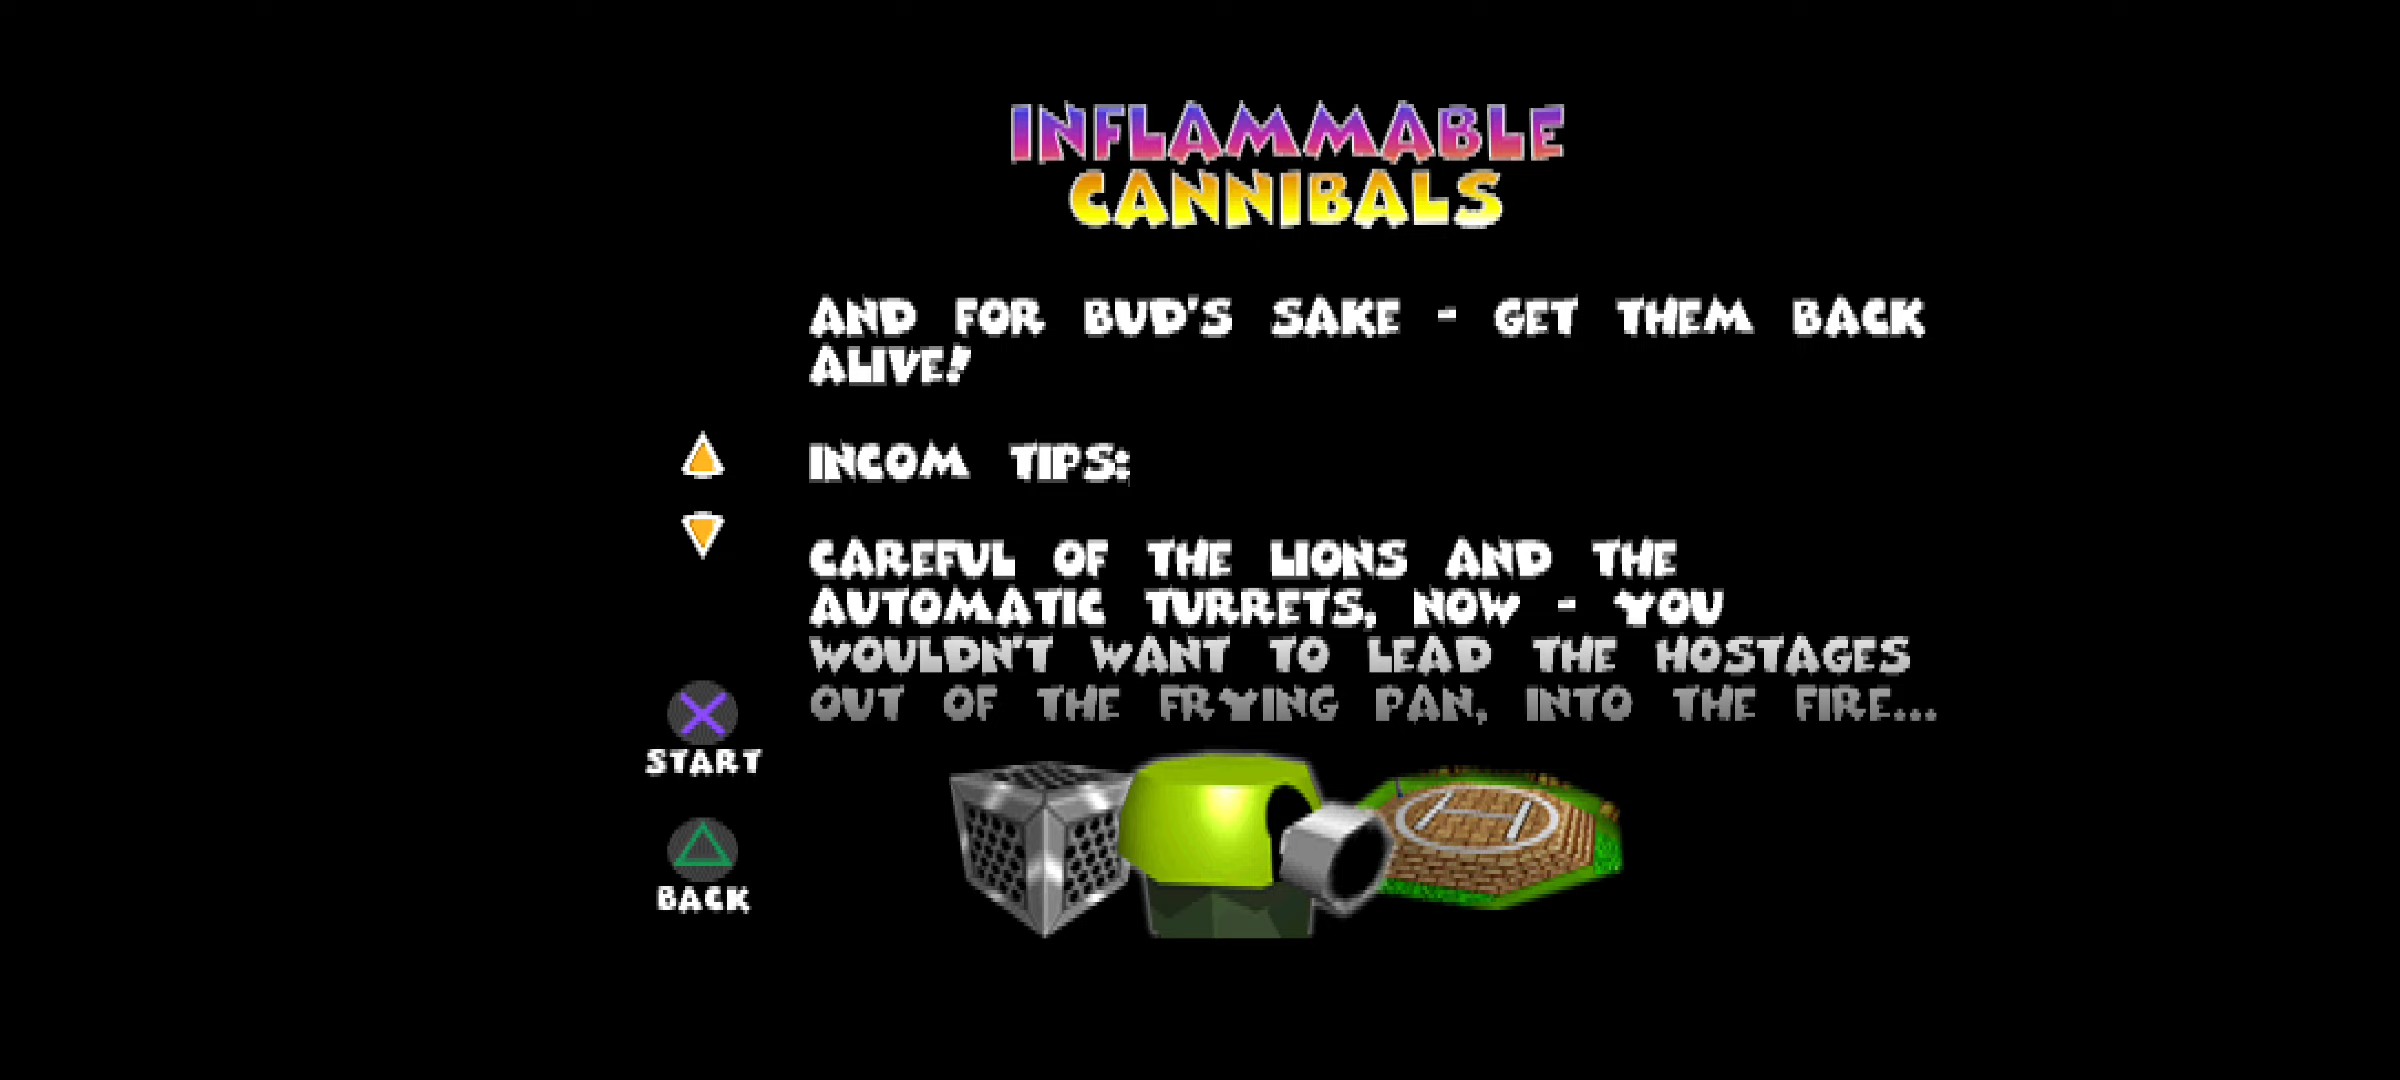 INFLAMMABLE
CANNIBALS
AND FOR BUD'S SAKE - GET THEM BACK
ALIVE!
INCOM TIPS:
CAREFUL OF THE LIONS AND THE
AUTOMATIC TURRETS, NOW - YOU
WOULDN'T WANT TO LEAD THE HOSTAGES
OUT OF THE FRYING PAN, INTO THE FIRE...
START
BACK
H